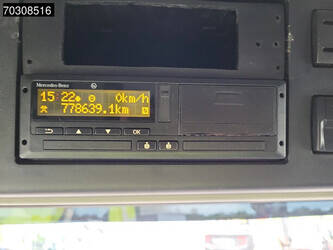 70308516
Mercedes-Benz
15:22 0km/h
778639.1km
OK